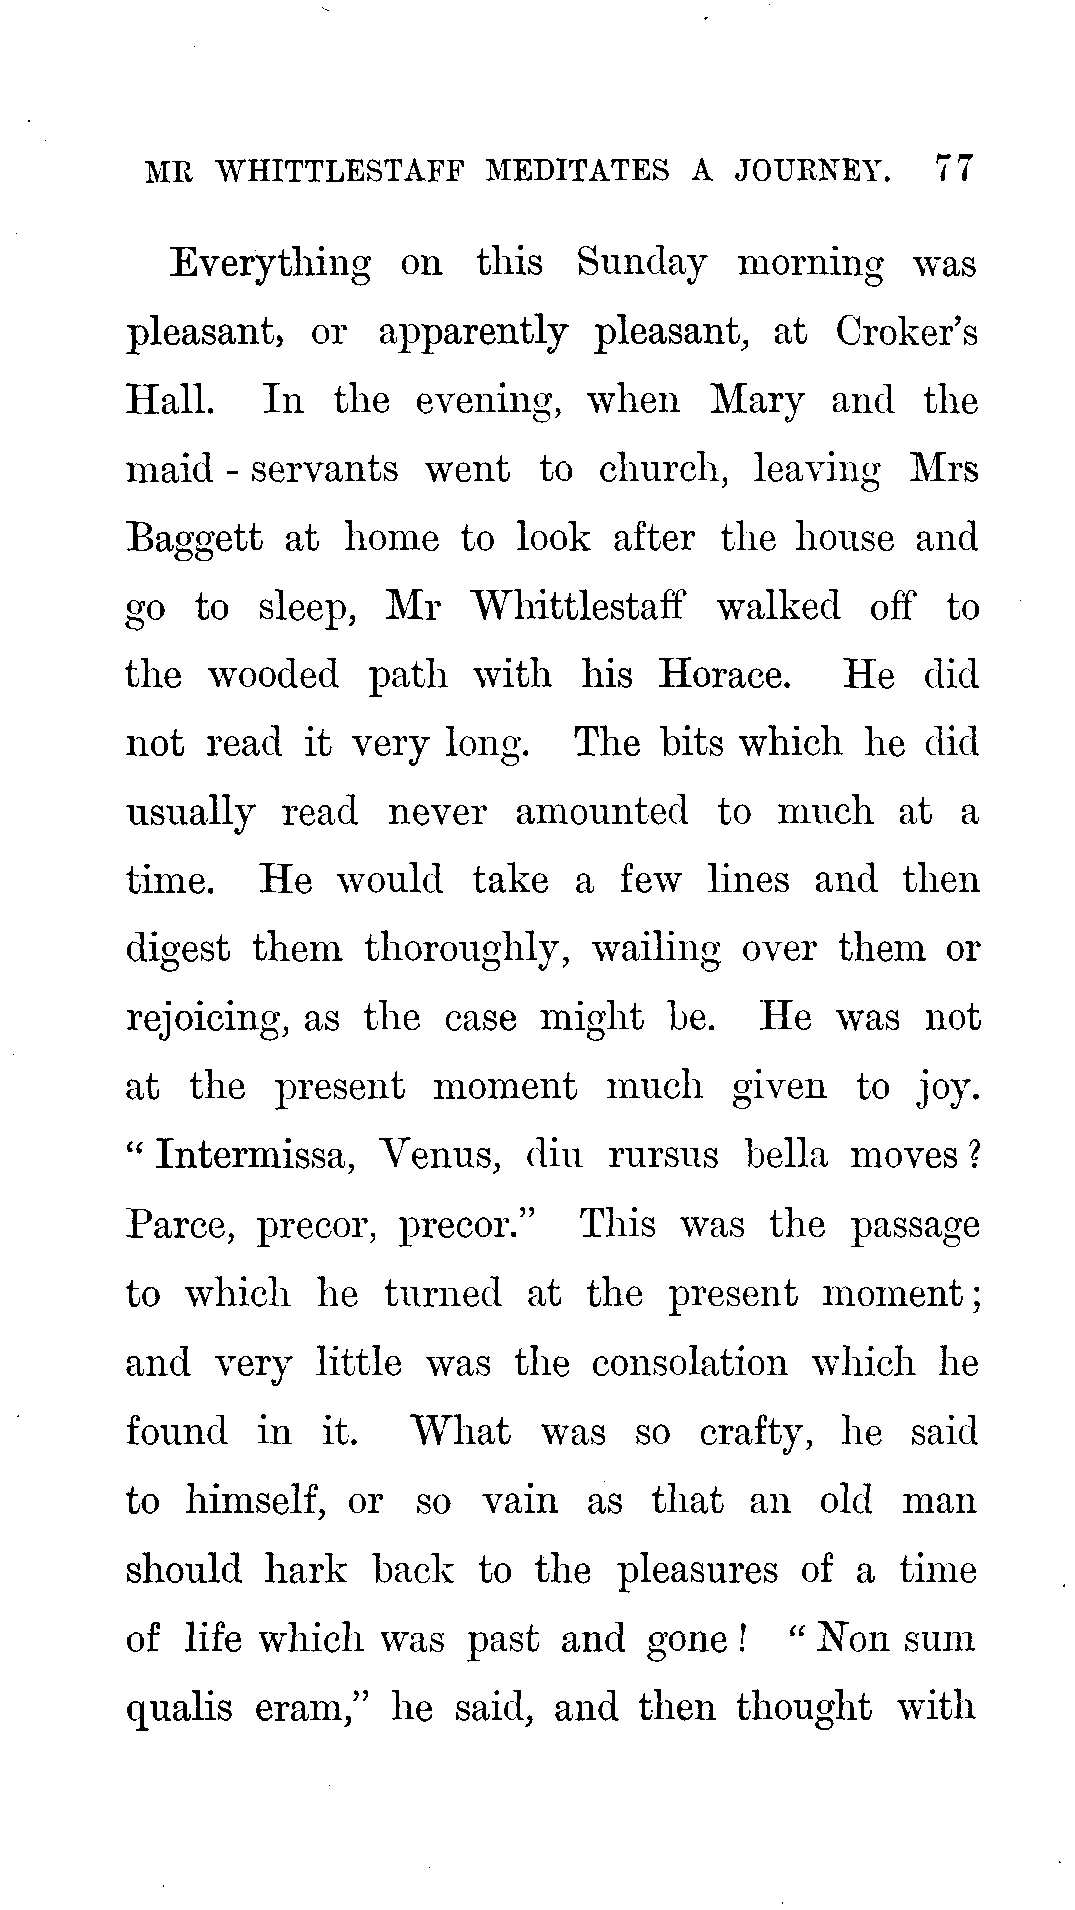 MR WHITTLESTAFF MEDITATES A JOURNEY. 77
Everything on this Sunday morning was
pleasant, or apparently pleasant, at Croker's
Hall. In the evening, when Mary and the
maid - servants went to church, leaving Mrs
Baggett at home to look after the house and
go to sleep, Mr Whittlestaff walked off to
the wooded path with his Horace. He did
not read it very long. The bits which he did
usually read never amounted to much at a
time. He would take a few lines and then
digest them thoroughly, wailing over them or
rejoicing, as the case might be. He was not
at the present moment much given to joy.
“ Intermissa, Venus, diu rursus bella moves ?
Parce, precor, precor.” This was the passage
to which he turned at the present moment ;
and very little was the consolation which he
found in it. What was so crafty, he said
to himself, or so vain as that an old man
should hark back to the pleasures of a time
of life which was past and gone ! “ Non sum
qualis eram,” he said, and then thought with